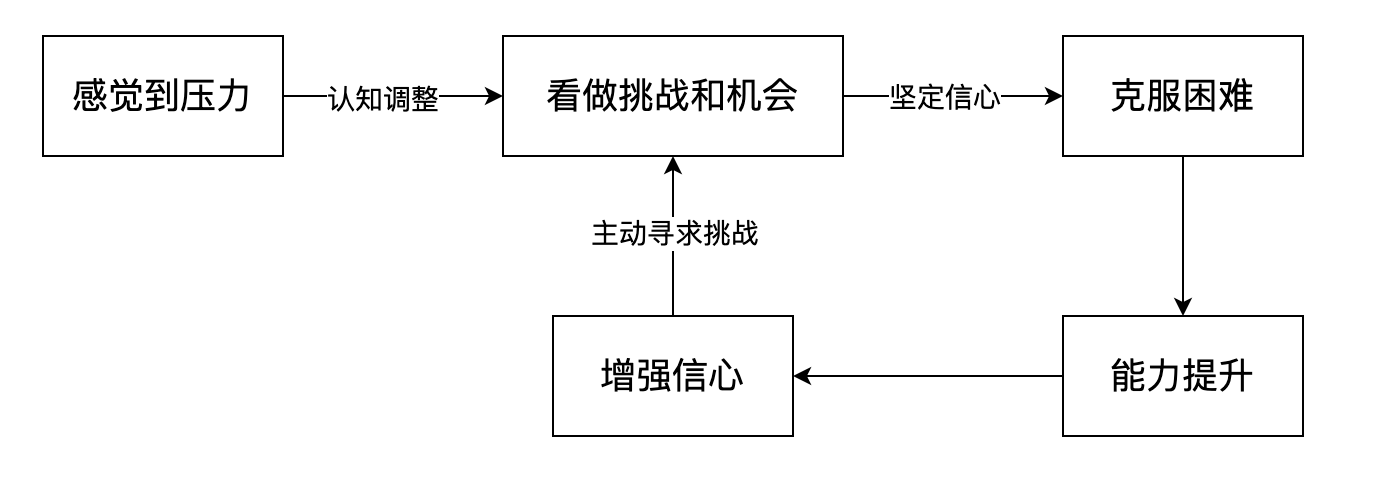 感觉到压力
认知调整
看做挑战和机会
坚定信心
克服困难
主动寻求挑战
增强信心
能力提升